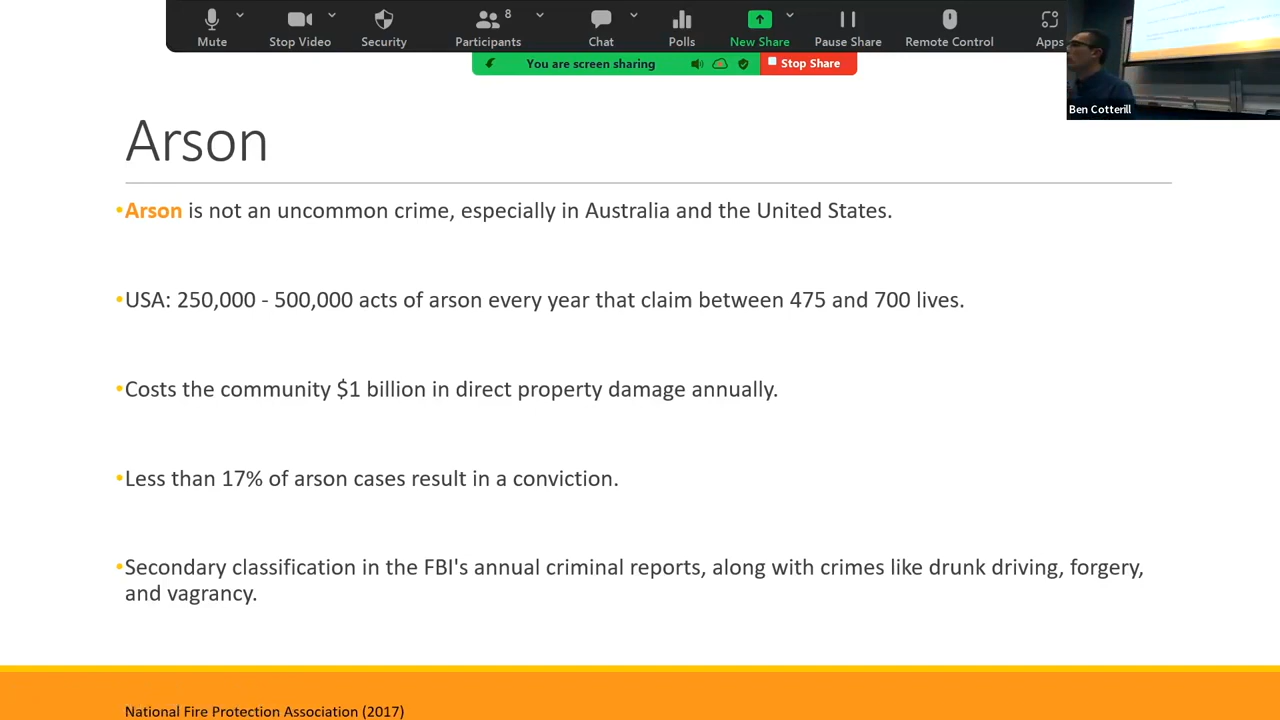 8
Mute
Stop Video
Security
Participants
Chat
Polls
New Share
Pause Share
Remote Control
Apps
You are screen sharing
Stop Share
Ben Cotterill
Arson
•Arson is not an uncommon crime, especially in Australia and the United States.
•USA: 250,000 - 500,000 acts of arson every year that claim between 475 and 700 lives.
•Costs the community $1 billion in direct property damage annually.
•Less than 17% of arson cases result in a conviction.
•Secondary classification in the FBI's annual criminal reports, along with crimes like drunk driving, forgery,
and vagrancy.
National Fire Protection Association (2017)